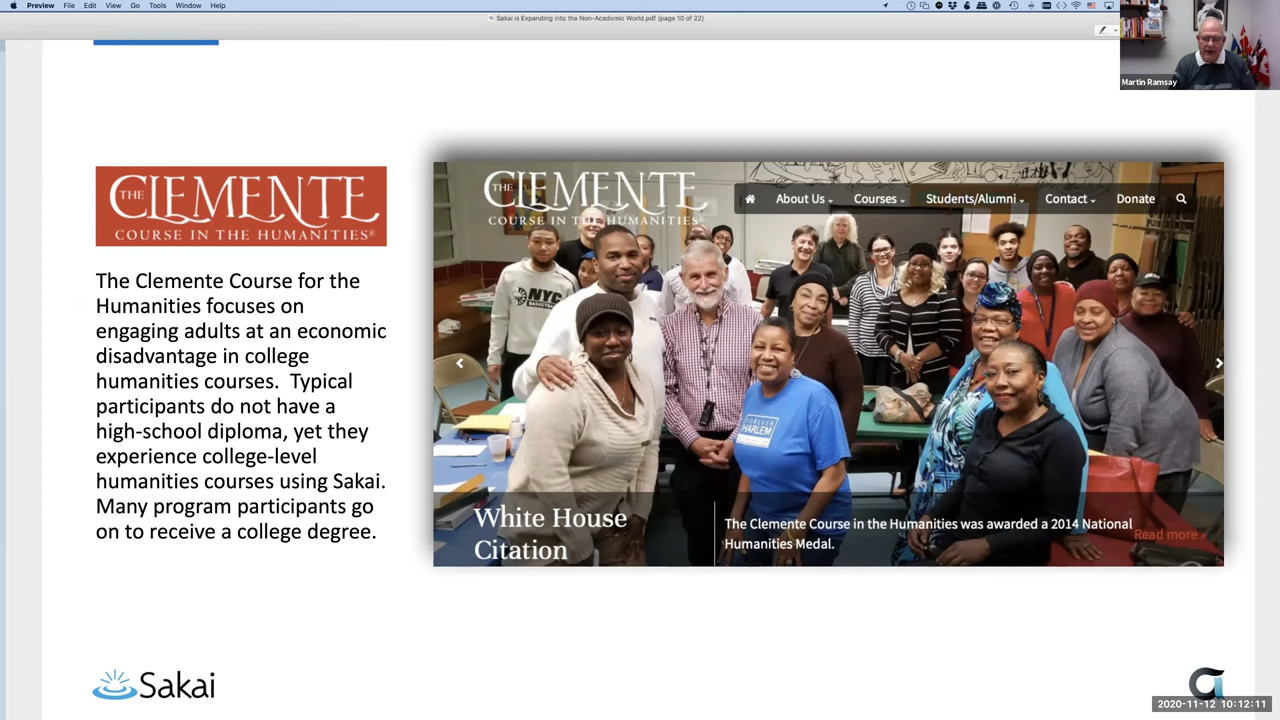 Preview File Edit View Go Tools Window Help
Sakai is Expanding into the Non-Academic World.pdf (page 10 of 22)
Martin Ramsay
THE CLEMENTE
COURSE IN THE HUMANITIES®
The Clemente Course for the
Humanities focuses on
engaging adults at an economic
disadvantage in college
humanities courses. Typical
participants do not have a
high-school diploma, yet they
experience college-level
humanities courses using Sakai.
Many program participants go
on to receive a college degree.
THE CLEMENTE
COURSE IN THE HUMANITIES®
About Us Courses Students/Alumni Contact Donate
NYC
BASKETBALL
FOREVER
HARLEM
White House
Citation
The Clemente Course in the Humanities was awarded a 2014 National
Humanities Medal.
Read more »
Sakai
2020-11-12 10:12:11